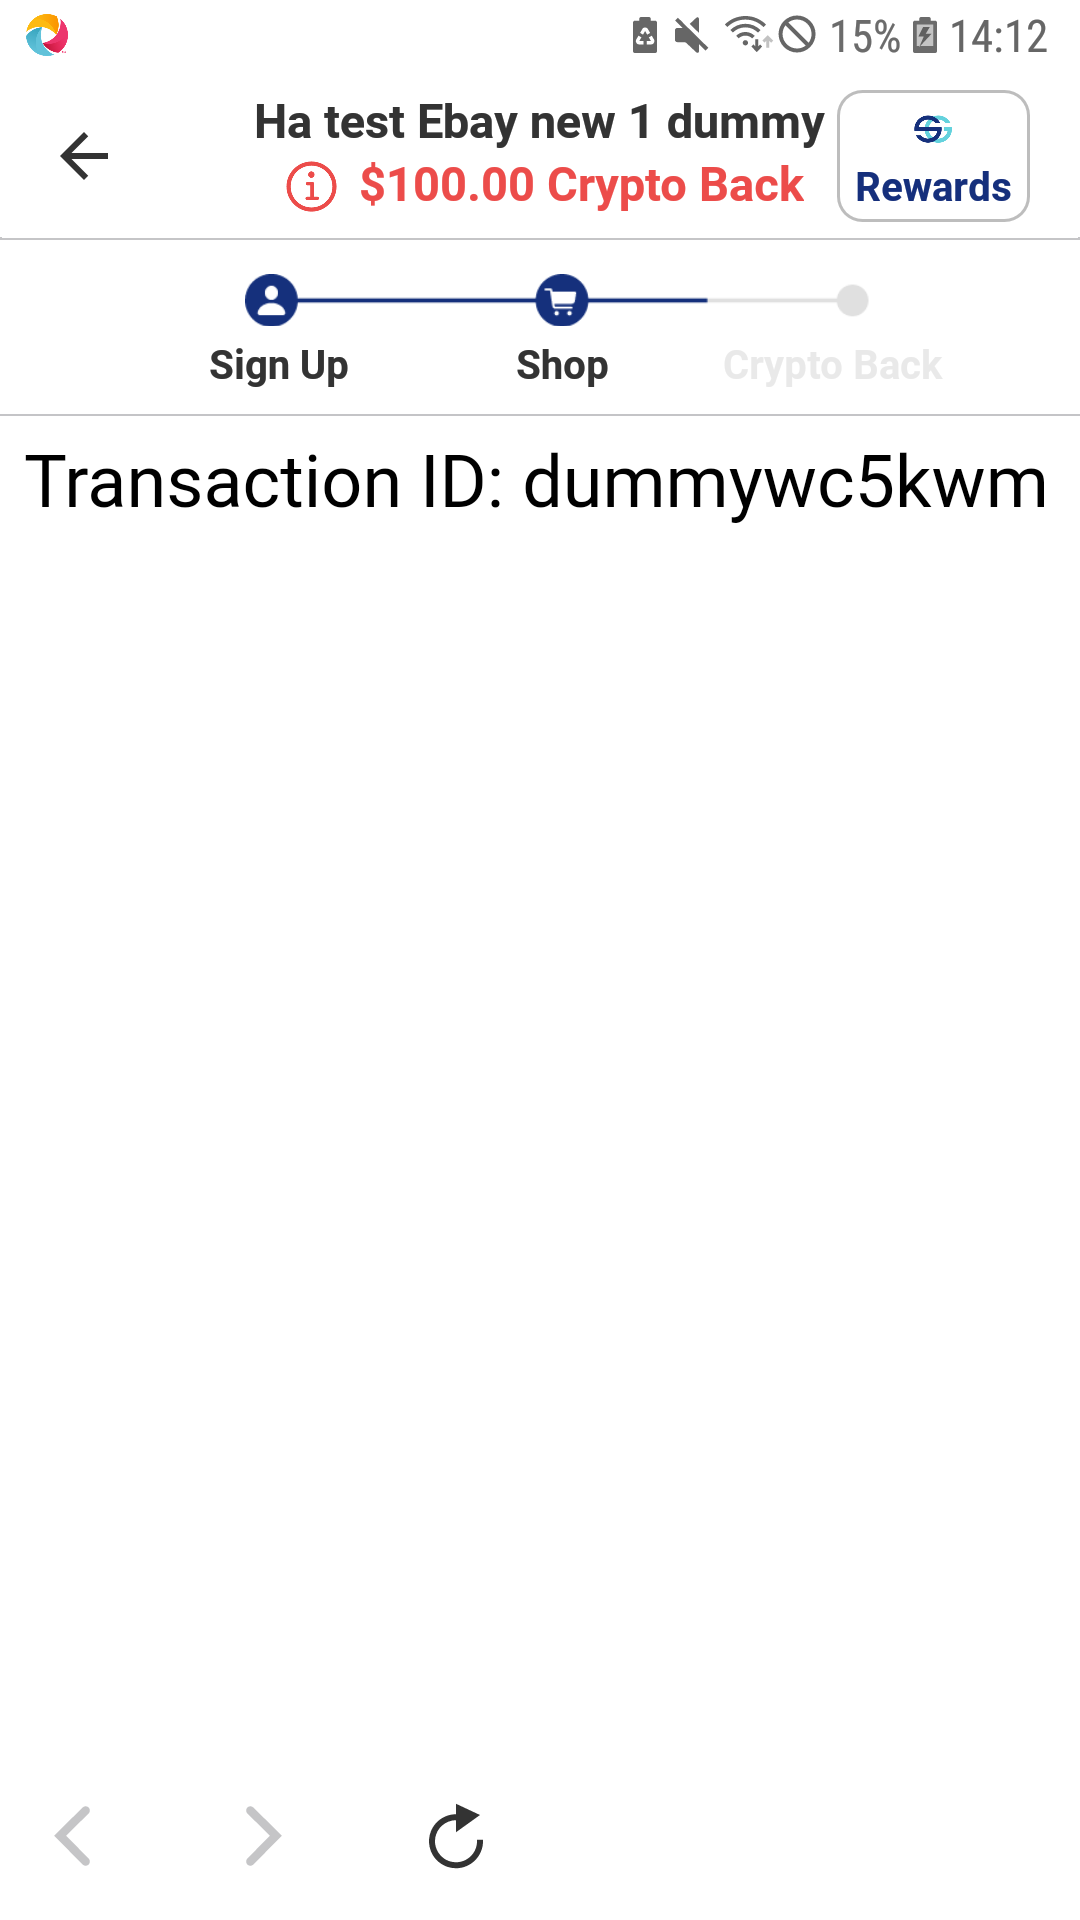 15% 14:12
Ha test Ebay new 1 dummy
$100.00 Crypto Back
Rewards
Sign Up
Shop
Crypto Back
Transaction ID: dummywc5kwm